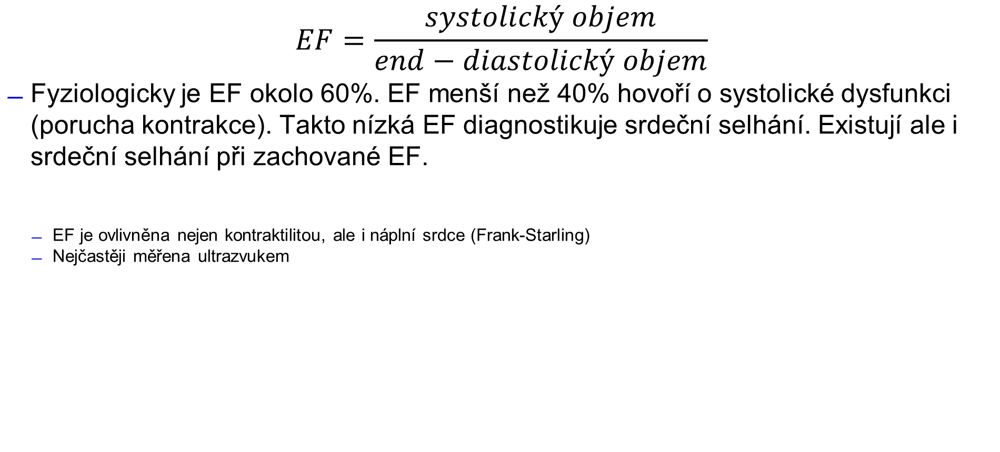 EF = systolický objem / end − diastolický objem
– Fyziologicky je EF okolo 60%. EF menší než 40% hovoří o systolické dysfunkci
(porucha kontrakce). Takto nízká EF diagnostikuje srdeční selhání. Existují ale i
srdeční selhání při zachované EF.
– EF je ovlivněna nejen kontraktilitou, ale i náplní srdce (Frank-Starling)
– Nejčastěji měřena ultrazvukem